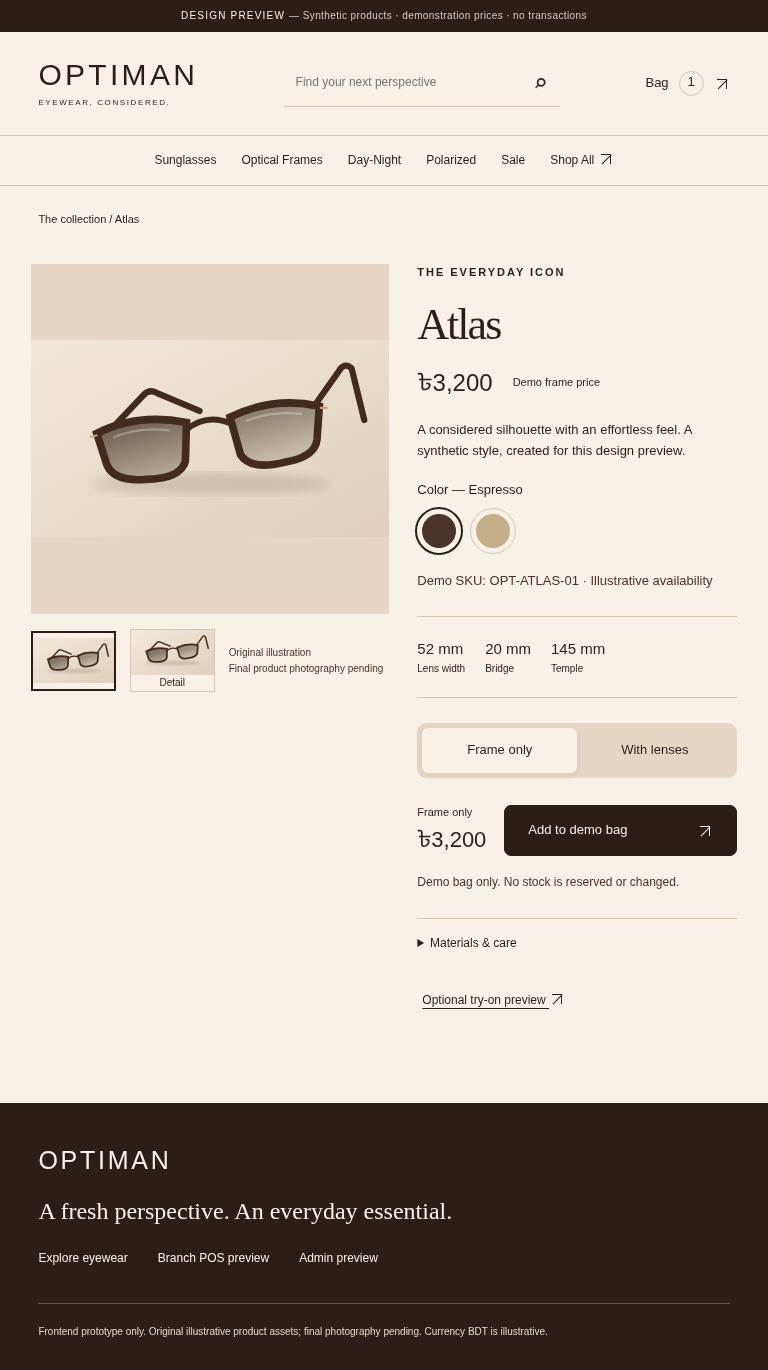 DESIGN PREVIEW — Synthetic products · demonstration prices · no transactions
OPTIMAN
EYEWEAR, CONSIDERED.
Find your next perspective
Bag 1
Sunglasses Optical Frames Day-Night Polarized Sale Shop All
The collection / Atlas
THE EVERYDAY ICON
Atlas
৳3,200 Demo frame price
A considered silhouette with an effortless feel. A
synthetic style, created for this design preview.
Color — Espresso
Demo SKU: OPT-ATLAS-01 · Illustrative availability
Original illustration
Final product photography pending
Detail
52 mm 20 mm 145 mm
Lens width Bridge Temple
Frame only With lenses
Frame only
৳3,200
Add to demo bag
Demo bag only. No stock is reserved or changed.
Materials & care
Optional try-on preview
OPTIMAN
A fresh perspective. An everyday essential.
Explore eyewear Branch POS preview Admin preview
Frontend prototype only. Original illustrative product assets; final photography pending. Currency BDT is illustrative.